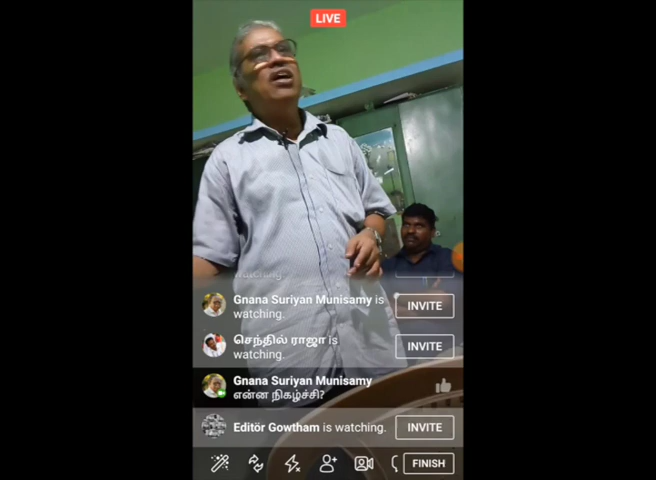 LIVE
watching.
Gnana Suriyan Munisamy is
watching.
INVITE
செந்தில் ராஜா is
watching.
INVITE
Gnana Suriyan Munisamy
என்ன நிகழ்ச்சி?
Editör Gowtham is watching.
INVITE
FINISH